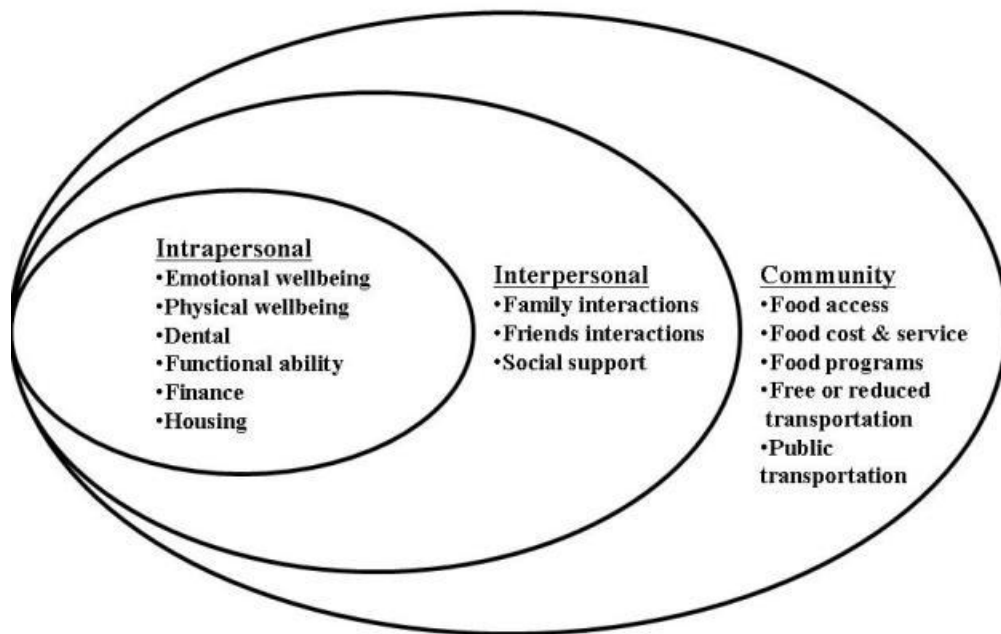 Intrapersonal
•Emotional wellbeing
•Physical wellbeing
•Dental
•Functional ability
•Finance
•Housing
Interpersonal
•Family interactions
•Friends interactions
•Social support
Community
•Food access
•Food cost & service
•Food programs
•Free or reduced
transportation
•Public
transportation